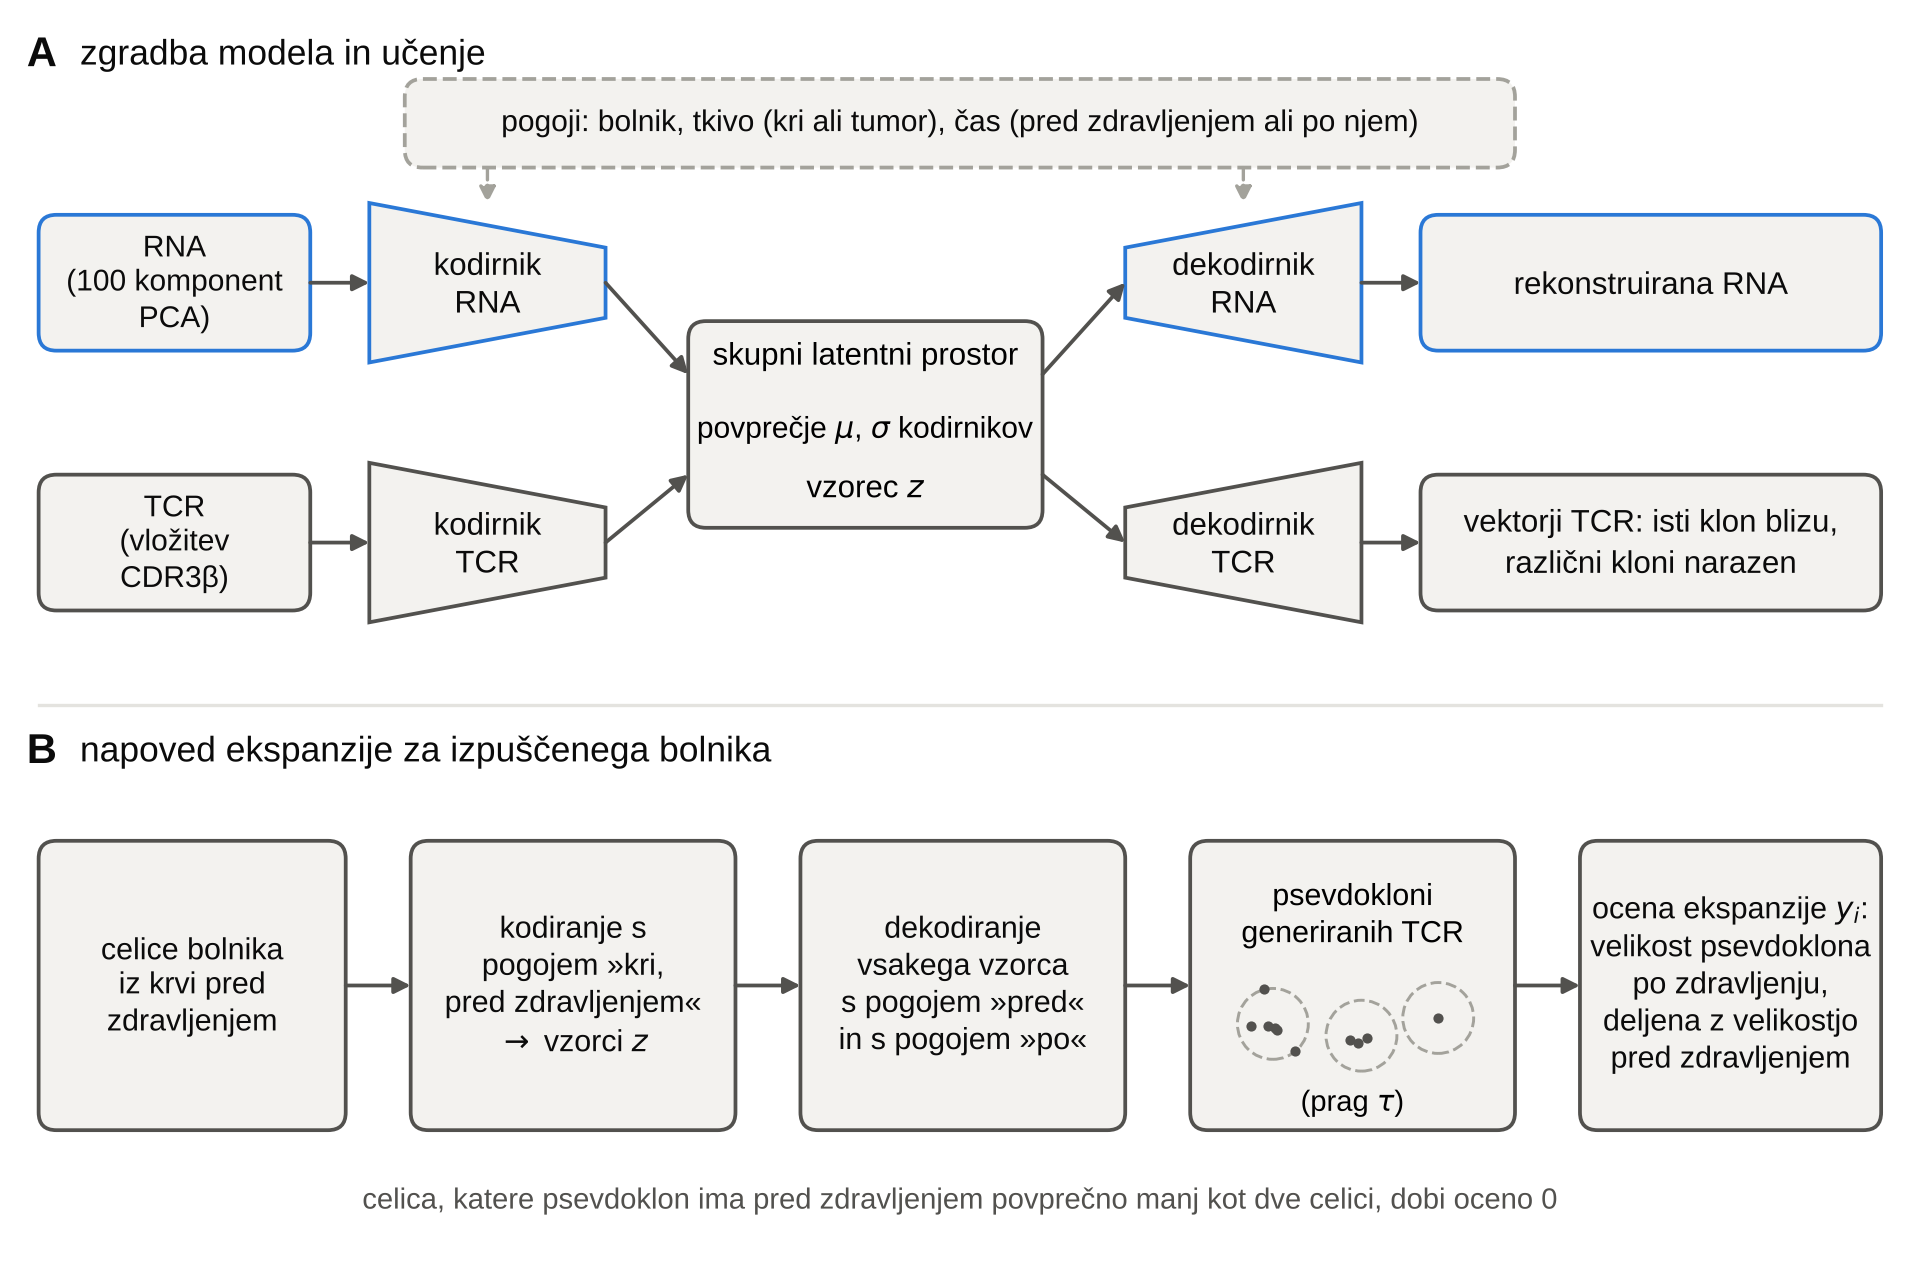 A zgradba modela in učenje
pogoji: bolnik, tkivo (kri ali tumor), čas (pred zdravljenjem ali po njem)
RNA
(100 komponent
PCA)
kodirnik
RNA
dekodirnik
RNA
rekonstruirana RNA
skupni latentni prostor
povprečje μ, σ kodirnikov
vzorec z
TCR
(vložitev
CDR3β)
kodirnik
TCR
dekodirnik
TCR
vektorji TCR: isti klon blizu,
različni kloni narazen
B napoved ekspanzije za izpuščenega bolnika
celice bolnika
iz krvi pred
zdravljenjem
kodiranje s
pogojem »kri,
pred zdravljenjem«
→ vzorci z
dekodiranje
vsakega vzorca
s pogojem »pred«
in s pogojem »po«
psevdokloni
generiranih TCR
(prag τ)
ocena ekspanzije yᵢ:
velikost psevdoklona
po zdravljenju,
deljena z velikostjo
pred zdravljenjem
celica, katere psevdoklon ima pred zdravljenjem povprečno manj kot dve celici, dobi oceno 0